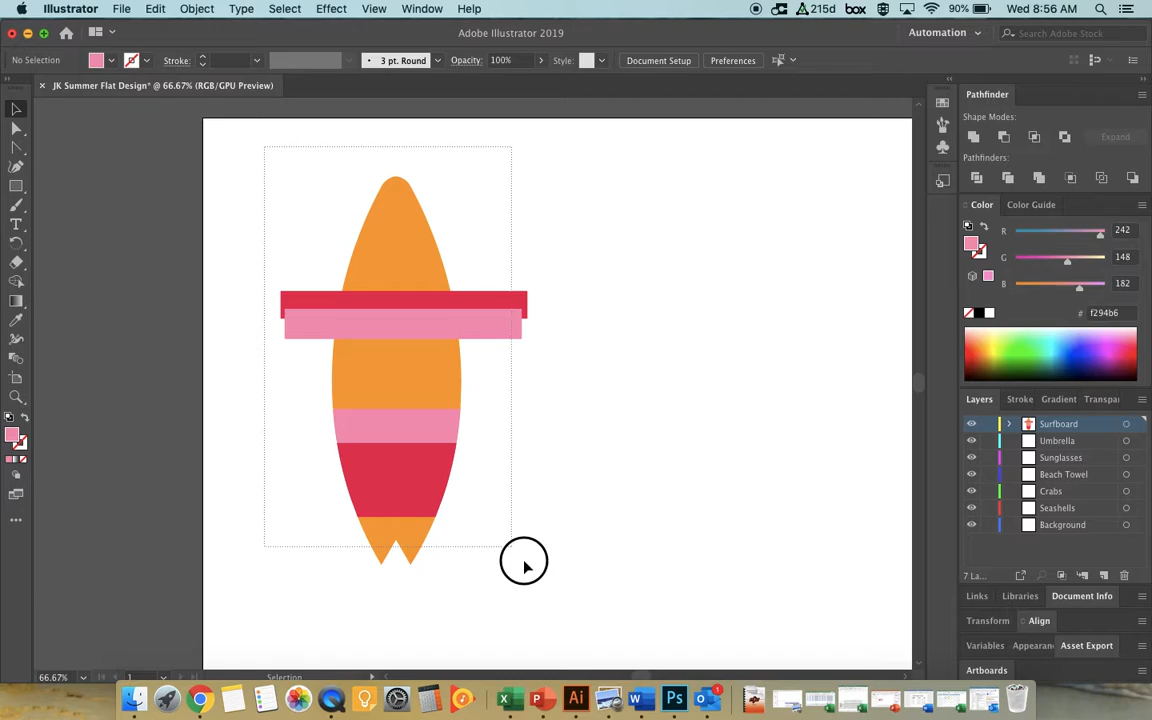 Illustrator File Edit Object Type Select Effect View Window Help
215d box 90% Wed 8:56 AM
Adobe Illustrator 2019
Automation
Search Adobe Stock
No Selection Stroke: 3 pt. Round Opacity: 100% Style: Document Setup Preferences
JK Summer Flat Design* @ 66.67% (RGB/GPU Preview)
Pathfinder
Shape Modes:
Expand
Pathfinders:
Color Color Guide
R 242
G 148
B 182
# f294b6
Layers Stroke Gradient Transpa
Surfboard
Umbrella
Sunglasses
Beach Towel
Crabs
Seashells
Background
7 La...
Links Libraries Document Info
Transform Align
Variables Appearan Asset Export
Artboards
66.67% 1 Selection
Ai W Ps 1